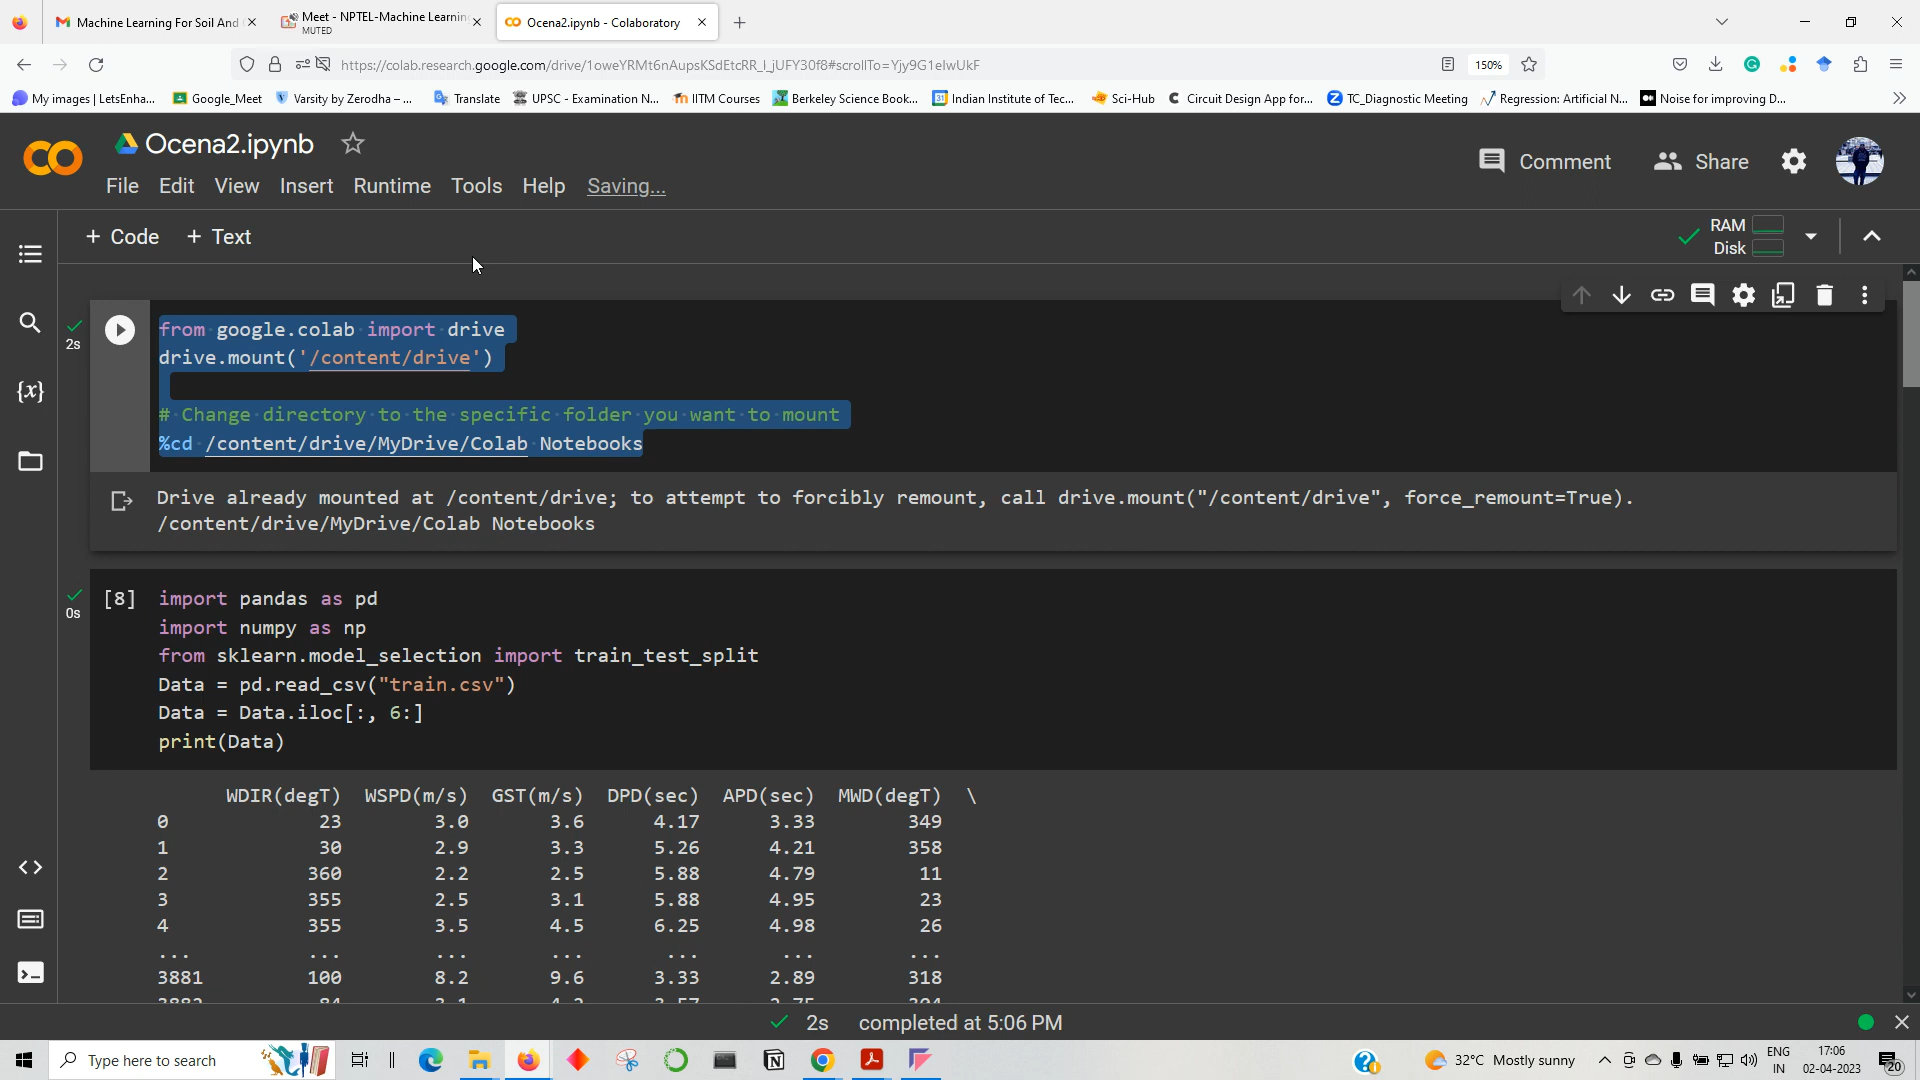 Machine Learning For Soil And
Meet - NPTEL-Machine Learnin
MUTED
Ocena2.ipynb - Colaboratory
https://colab.research.google.com/drive/1oweYRMt6nAupsKSdEtcRR_l_jUFY30f8#scrollTo=Yjy9G1elwUkF
150%
My images | LetsEnha...
Google_Meet
Varsity by Zerodha – ...
Translate
UPSC - Examination N...
IITM Courses
Berkeley Science Book...
Indian Institute of Tec...
Sci-Hub
Circuit Design App for...
TC_Diagnostic Meeting
Regression: Artificial N...
Noise for improving D...
Ocena2.ipynb
Comment
Share
File Edit View Insert Runtime Tools Help Saving...
+ Code + Text
RAM
Disk
2s
from google.colab import drive
drive.mount('/content/drive')
# Change directory to the specific folder you want to mount
%cd /content/drive/MyDrive/Colab Notebooks
Drive already mounted at /content/drive; to attempt to forcibly remount, call drive.mount("/content/drive", force_remount=True).
/content/drive/MyDrive/Colab Notebooks
0s
[8] import pandas as pd
import numpy as np
from sklearn.model_selection import train_test_split
Data = pd.read_csv("train.csv")
Data = Data.iloc[:, 6:]
print(Data)
WDIR(degT) WSPD(m/s) GST(m/s) DPD(sec) APD(sec) MWD(degT) \
0 23 3.0 3.6 4.17 3.33 349
1 30 2.9 3.3 5.26 4.21 358
2 360 2.2 2.5 5.88 4.79 11
3 355 2.5 3.1 5.88 4.95 23
4 355 3.5 4.5 6.25 4.98 26
... ... ... ... ... ... ...
3881 100 8.2 9.6 3.33 2.89 318
2s completed at 5:06 PM
Type here to search
32°C Mostly sunny
ENG
IN
17:06
02-04-2023
20